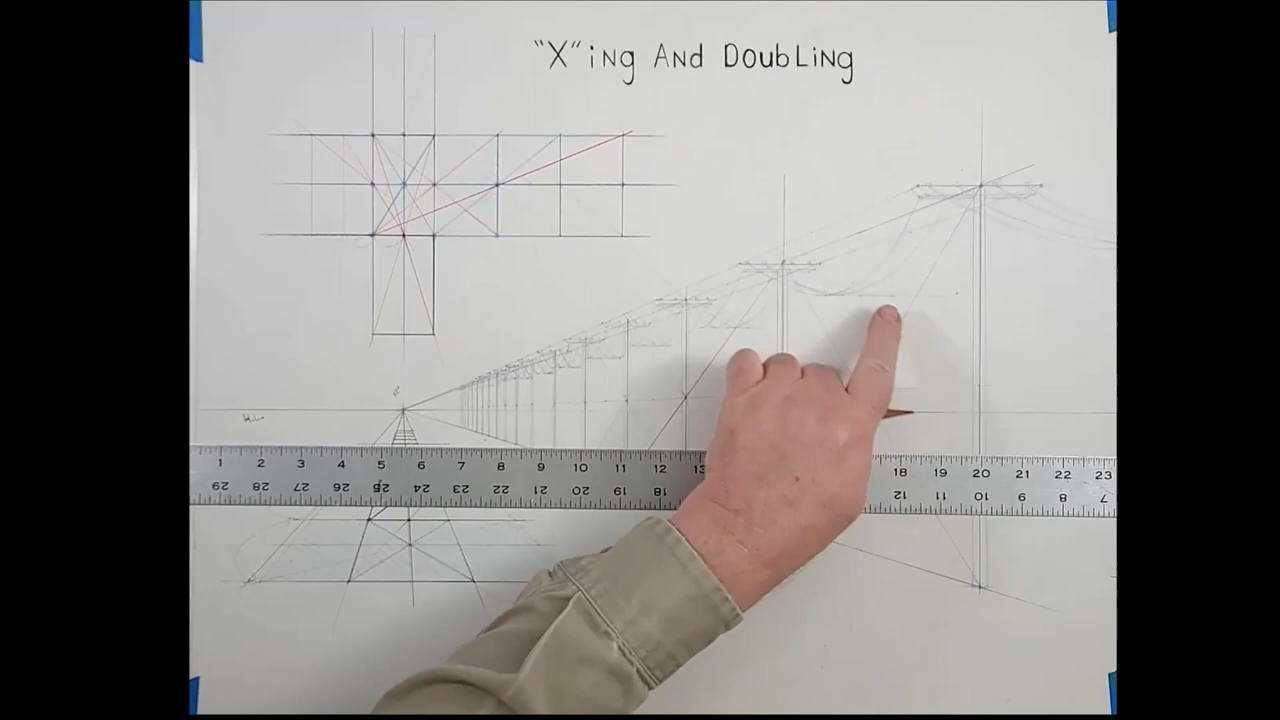 "X"ing And Doubling
H.L.
1 2 3 4 5 6 7 8 9 10 11 12 13 18 19 20 21 22 23
29 28 27 26 25 24 23 22 21 20 19 18 12 11 10 9 8 7